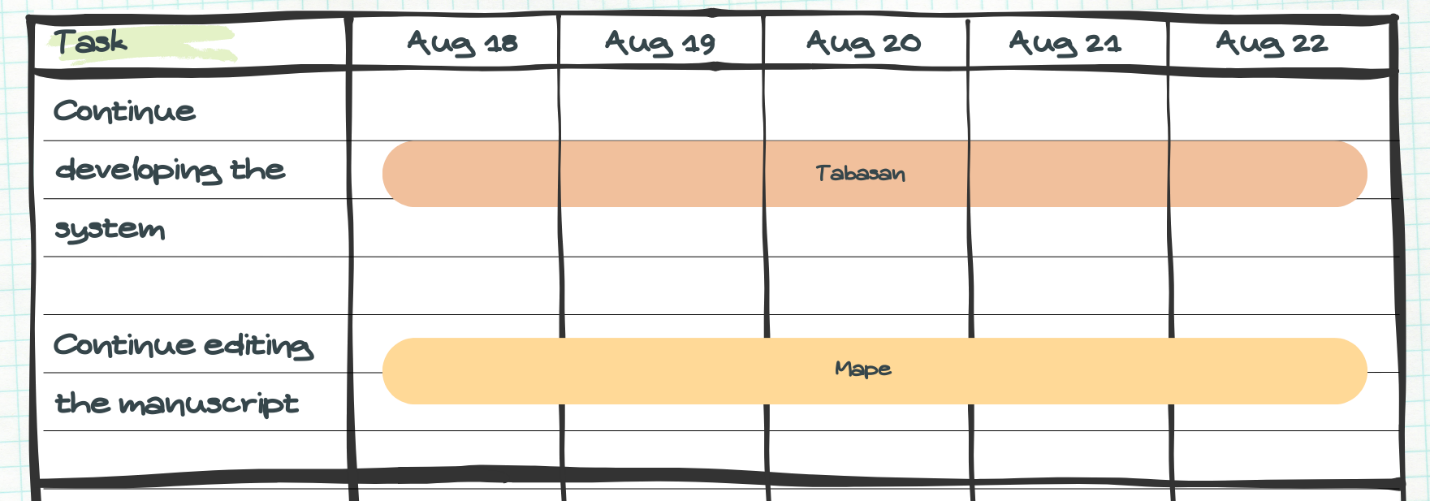 Task Aug 18 Aug 19 Aug 20 Aug 21 Aug 22
Continue
developing the
Tabasan
system
Continue editing
Mape
the manuscript